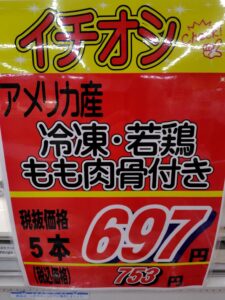 イチオシ
アメリカ産
冷凍・若鶏
もも肉骨付き
税抜価格
5本 697円
(税込価格) 753円